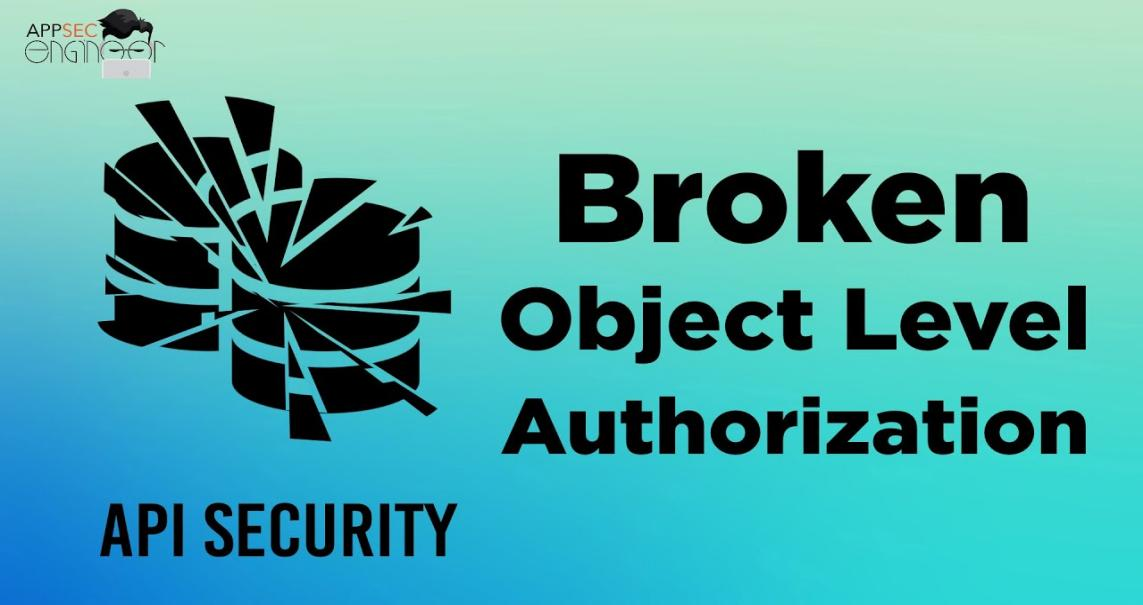 APPSEC
engineer
Broken
Object Level
Authorization
API SECURITY